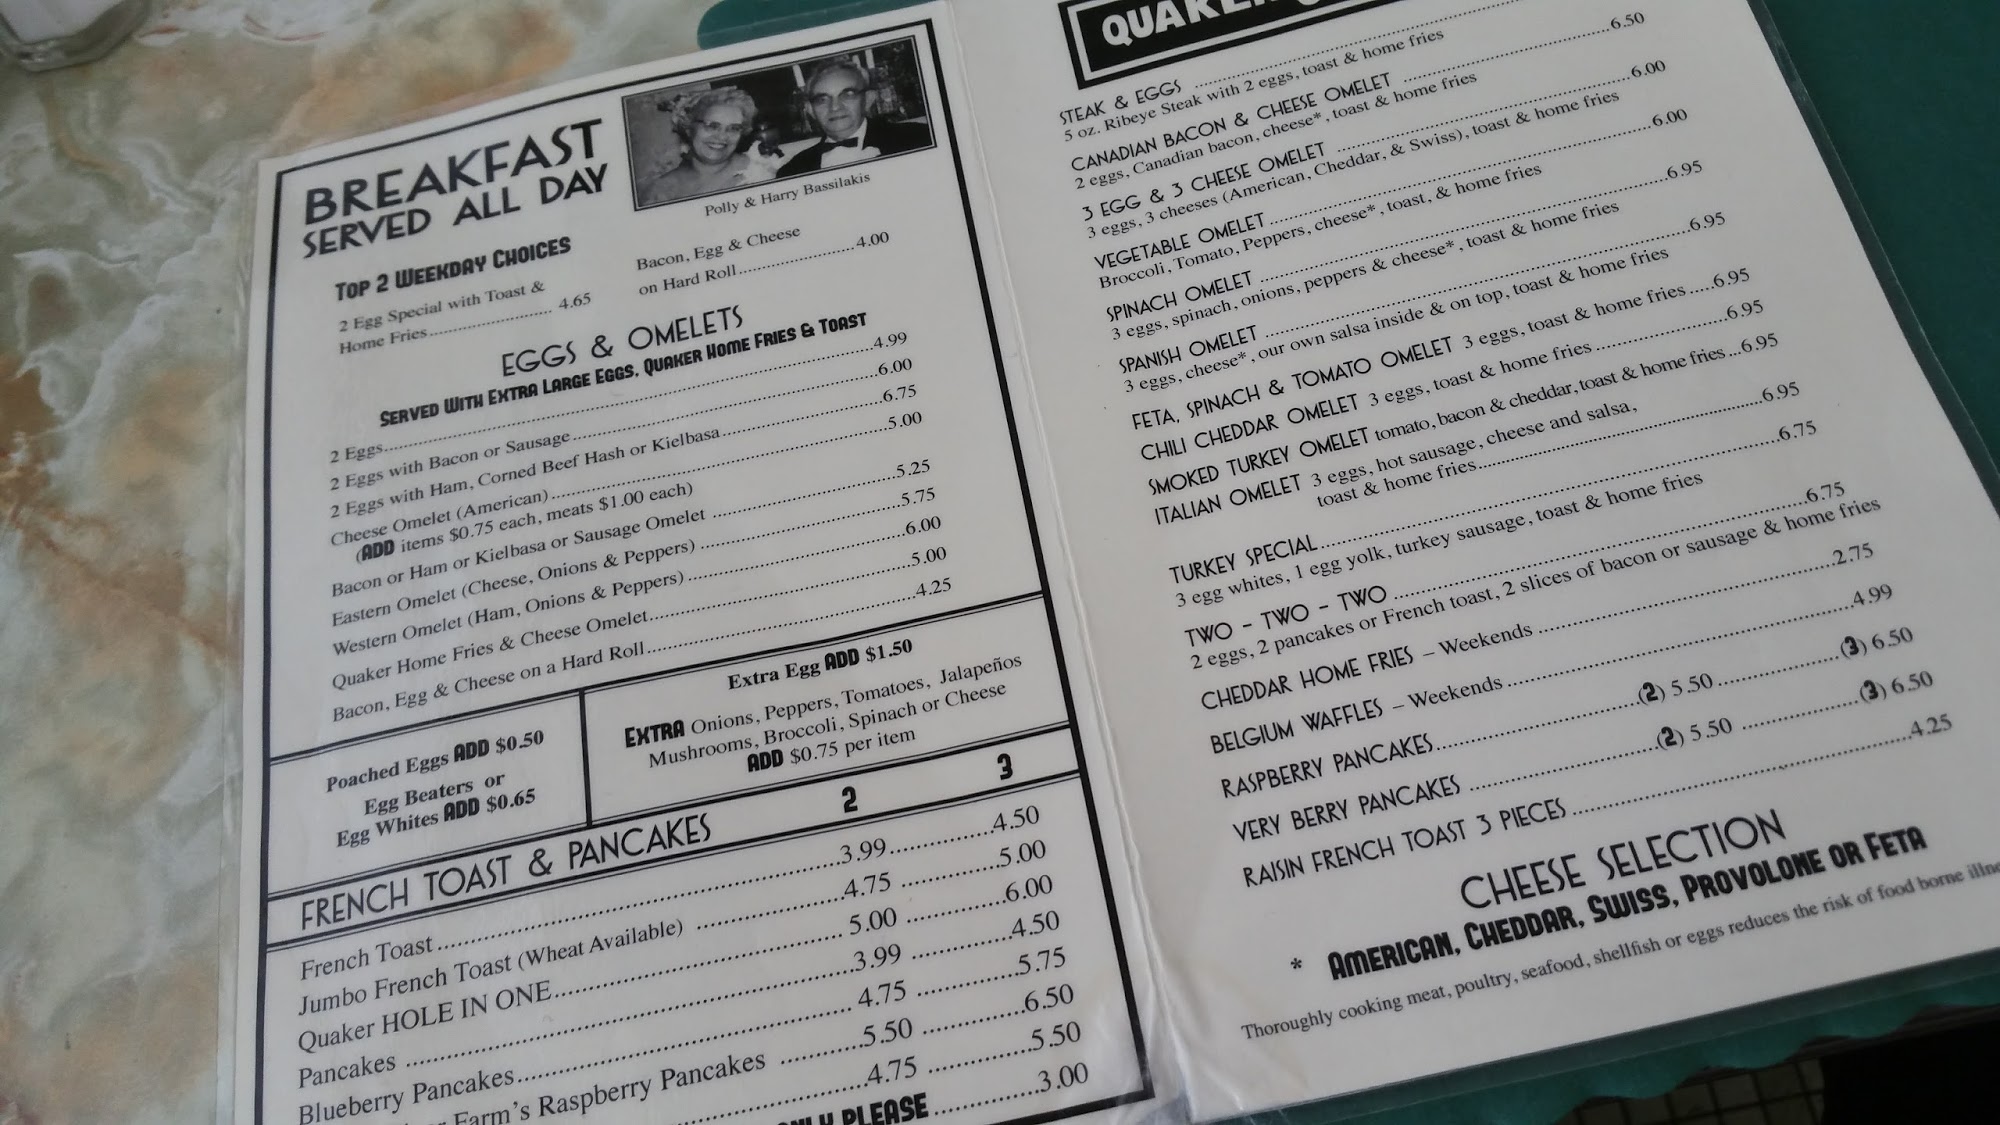 BREAKFAST
SERVED ALL DAY
Polly & Harry Bassilakis
TOP 2 WEEKDAY CHOICES
2 Egg Special with Toast &
Home Fries.............................. 4.65
Bacon, Egg & Cheese
on Hard Roll........................4.00
EGGS & OMELETS
SERVED WITH EXTRA LARGE EGGS, QUAKER HOME FRIES & TOAST
2 Eggs..........................................4.99
2 Eggs with Bacon or Sausage..........................................6.00
2 Eggs with Ham, Corned Beef Hash or Kielbasa..............................6.75
Cheese Omelet (American)..........................................5.00
(ADD items $0.75 each, meats $1.00 each)
Bacon or Ham or Kielbasa or Sausage Omelet ..............................5.25
Eastern Omelet (Cheese, Onions & Peppers) ..............................5.75
Western Omelet (Ham, Onions & Peppers)..............................6.00
Quaker Home Fries & Cheese Omelet..............................5.00
Bacon, Egg & Cheese on a Hard Roll..............................4.25
Poached Eggs ADD $0.50
Egg Beaters or
Egg Whites ADD $0.65
Extra Egg ADD $1.50
EXTRA Onions, Peppers, Tomatoes, Jalapeños
Mushrooms, Broccoli, Spinach or Cheese
ADD $0.75 per item
FRENCH TOAST & PANCAKES 2 3
French Toast..............................3.99....................4.50
Jumbo French Toast (Wheat Available) ....................4.75 ....................5.00
Quaker HOLE IN ONE..............................5.00 ....................6.00
Pancakes ..............................3.99 ....................4.50
Blueberry Pancakes..............................4.75 ....................5.75
Farm's Raspberry Pancakes ..........5.50 ....................6.50
4.75 ....................5.50
ONLY PLEASE....................3.00
QUAKER
STEAK & EGGS ..............................
5 oz. Ribeye Steak with 2 eggs, toast & home fries
CANADIAN BACON & CHEESE OMELET ..............................6.50
2 eggs, Canadian bacon, cheese*, toast & home fries
3 EGG & 3 CHEESE OMELET ..............................6.00
3 eggs, 3 cheeses (American, Cheddar, & Swiss), toast & home fries
VEGETABLE OMELET..............................6.00
Broccoli, Tomato, Peppers, cheese*, toast, & home fries
SPINACH OMELET ..............................6.95
3 eggs, spinach, onions, peppers & cheese*, toast & home fries
SPANISH OMELET ..............................6.95
3 eggs, cheese*, our own salsa inside & on top, toast & home fries
FETA, SPINACH & TOMATO OMELET 3 eggs, toast & home fries.....6.95
CHILI CHEDDAR OMELET 3 eggs, toast & home fries ....................6.95
SMOKED TURKEY OMELET tomato, bacon & cheddar, toast & home fries...6.95
ITALIAN OMELET 3 eggs, hot sausage, cheese and salsa,
toast & home fries..............................6.95
TURKEY SPECIAL..............................6.75
3 egg whites, 1 egg yolk, turkey sausage, toast & home fries
TWO - TWO - TWO ..............................6.75
2 eggs, 2 pancakes or French toast, 2 slices of bacon or sausage & home fries
CHEDDAR HOME FRIES – Weekends ..............................2.75
BELGIUM WAFFLES – Weekends ..............................4.99
RASPBERRY PANCAKES....................(2) 5.50....................(3) 6.50
VERY BERRY PANCAKES ....................(2) 5.50 ....................(3) 6.50
RAISIN FRENCH TOAST 3 PIECES ..............................4.25
CHEESE SELECTION
* AMERICAN, CHEDDAR, SWISS, PROVOLONE OR FETA
Thoroughly cooking meat, poultry, seafood, shellfish or eggs reduces the risk of food borne